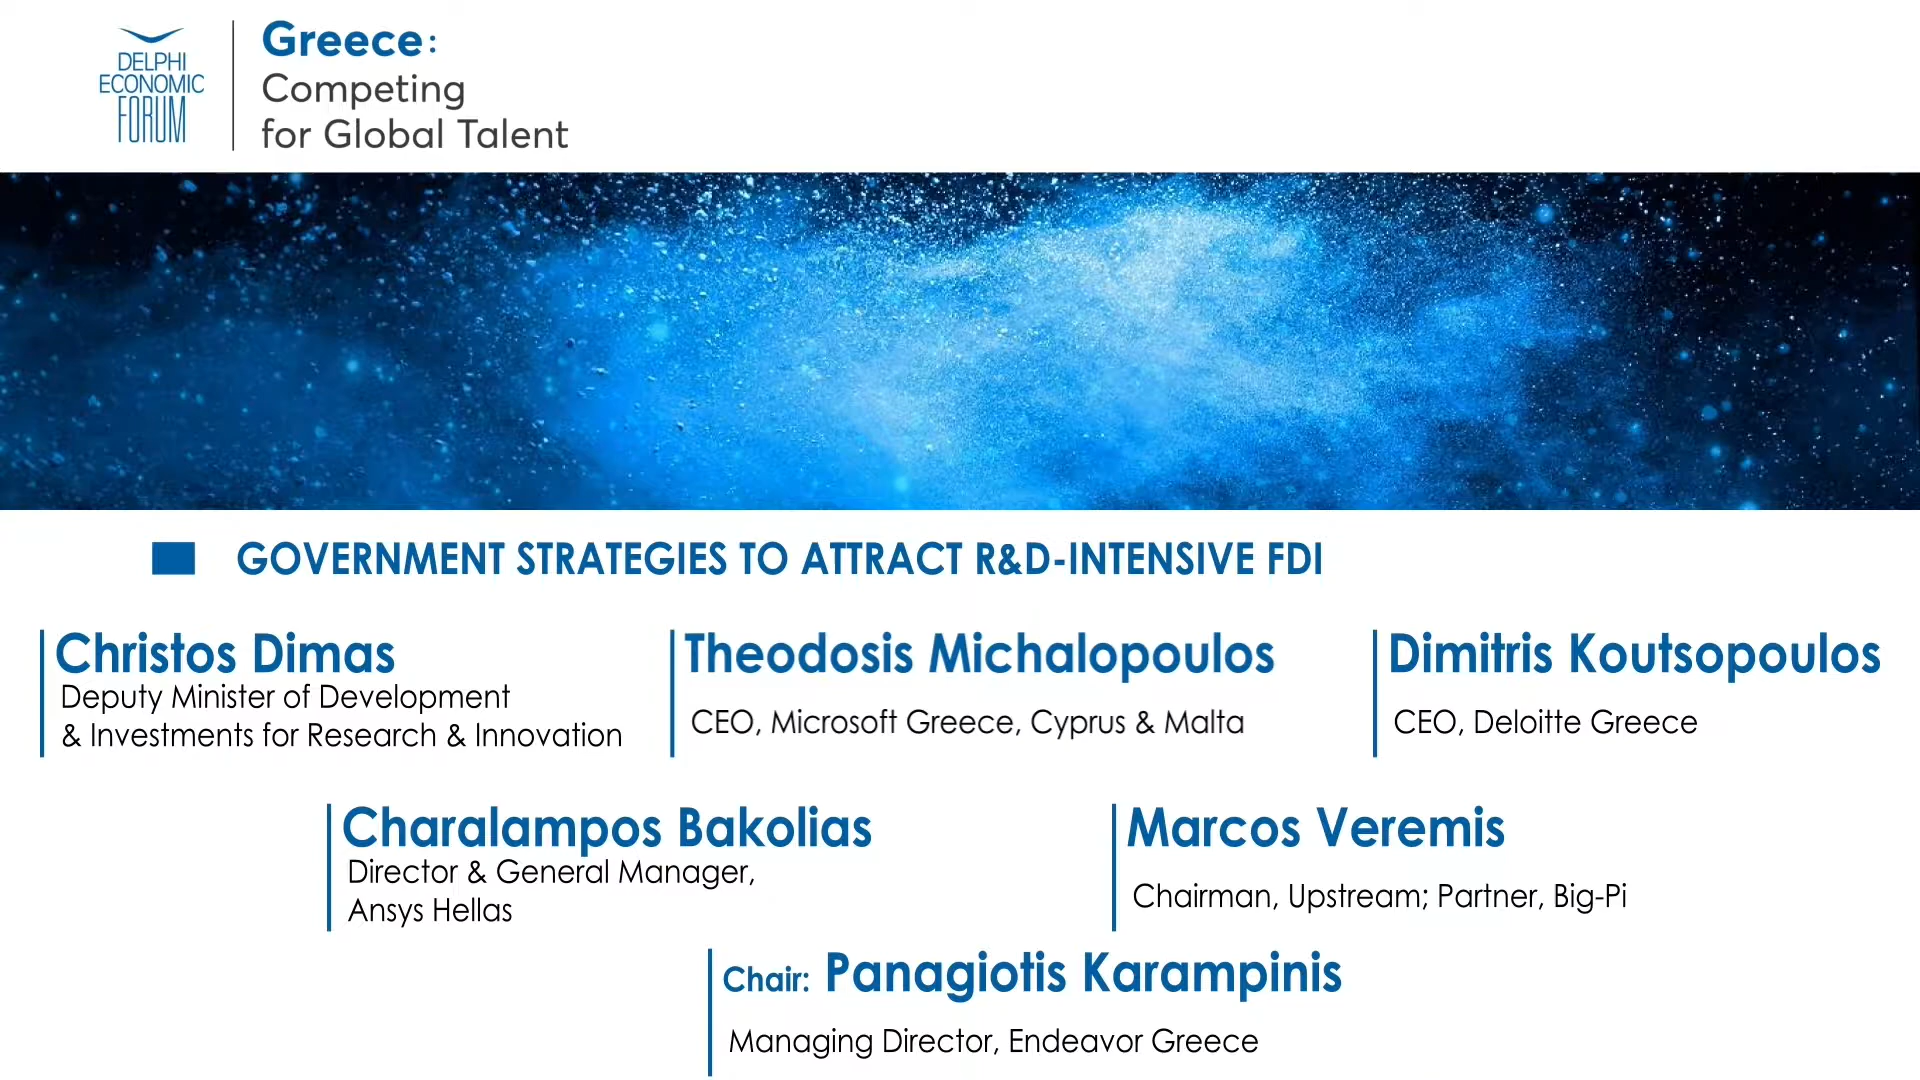 DELPHI
ECONOMIC
FORUM
Greece:
Competing
for Global Talent
GOVERNMENT STRATEGIES TO ATTRACT R&D-INTENSIVE FDI
Christos Dimas
Deputy Minister of Development
& Investments for Research & Innovation
Theodosis Michalopoulos
CEO, Microsoft Greece, Cyprus & Malta
Dimitris Koutsopoulos
CEO, Deloitte Greece
Charalampos Bakolias
Director & General Manager,
Ansys Hellas
Marcos Veremis
Chairman, Upstream; Partner, Big-Pi
Chair: Panagiotis Karampinis
Managing Director, Endeavor Greece